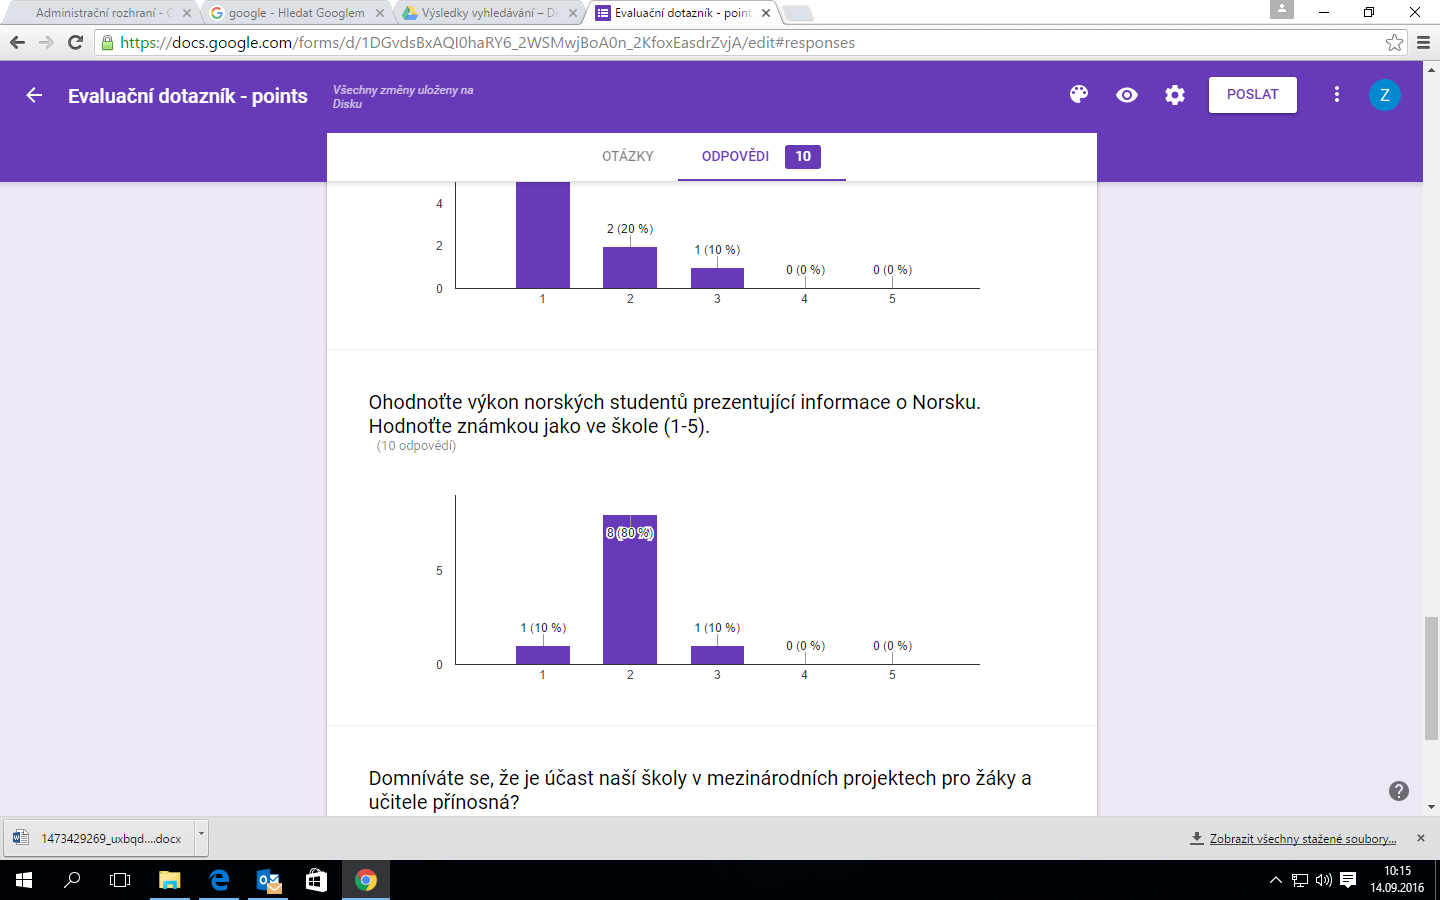 Administrační rozhraní - C
google - Hledat Googlem
Výsledky vyhledávání – Di
Evaluační dotazník - point
https://docs.google.com/forms/d/1DGvdsBxAQI0haRY6_2WSMwjBoA0n_2KfoxEasdrZvjA/edit#responses
Evaluační dotazník - points
Všechny změny uloženy na
Disku
POSLAT
Z
OTÁZKY
ODPOVĚDI 10
4
2
0
2 (20 %)
1 (10 %)
0 (0 %)
0 (0 %)
1 2 3 4 5
Ohodnoťte výkon norských studentů prezentující informace o Norsku.
Hodnoťte známkou jako ve škole (1-5).
(10 odpovědí)
5
0
1 (10 %)
8 (80 %)
1 (10 %)
0 (0 %)
0 (0 %)
1 2 3 4 5
Domníváte se, že je účast naší školy v mezinárodních projektech pro žáky a
učitele přínosná?
1473429269_uxbqd....docx
Zobrazit všechny stažené soubory...
10:15
14.09.2016